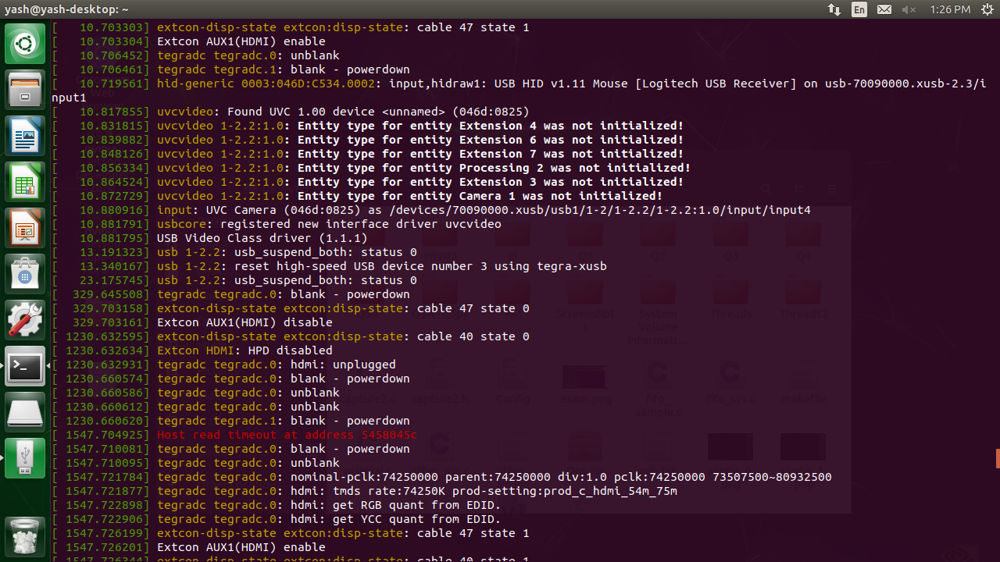 yash@yash-desktop: ~
En
1:26 PM
[   10.703303] extcon-disp-state extcon:disp-state: cable 47 state 1
[   10.703304] Extcon AUX1(HDMI) enable
[   10.706452] tegradc tegradc.0: unblank
[   10.706461] tegradc tegradc.1: blank - powerdown
[   10.719561] hid-generic 0003:046D:C534.0002: input,hidraw1: USB HID v1.11 Mouse [Logitech USB Receiver] on usb-70090000.xusb-2.3/i
nput1
[   10.817855] uvcvideo: Found UVC 1.00 device <unnamed> (046d:0825)
[   10.831815] uvcvideo 1-2.2:1.0: Entity type for entity Extension 4 was not initialized!
[   10.839882] uvcvideo 1-2.2:1.0: Entity type for entity Extension 6 was not initialized!
[   10.848126] uvcvideo 1-2.2:1.0: Entity type for entity Extension 7 was not initialized!
[   10.856334] uvcvideo 1-2.2:1.0: Entity type for entity Processing 2 was not initialized!
[   10.864524] uvcvideo 1-2.2:1.0: Entity type for entity Extension 3 was not initialized!
[   10.872729] uvcvideo 1-2.2:1.0: Entity type for entity Camera 1 was not initialized!
[   10.880916] input: UVC Camera (046d:0825) as /devices/70090000.xusb/usb1/1-2/1-2.2/1-2.2:1.0/input/input4
[   10.881791] usbcore: registered new interface driver uvcvideo
[   10.881795] USB Video Class driver (1.1.1)
[   13.191323] usb 1-2.2: usb_suspend_both: status 0
[   13.340167] usb 1-2.2: reset high-speed USB device number 3 using tegra-xusb
[   23.175745] usb 1-2.2: usb_suspend_both: status 0
[  329.645508] tegradc tegradc.0: blank - powerdown
[  329.703158] extcon-disp-state extcon:disp-state: cable 47 state 0
[  329.703161] Extcon AUX1(HDMI) disable
[ 1230.632595] extcon-disp-state extcon:disp-state: cable 40 state 0
[ 1230.632634] Extcon HDMI: HPD disabled
[ 1230.632931] tegradc tegradc.0: hdmi: unplugged
[ 1230.660574] tegradc tegradc.0: blank - powerdown
[ 1230.660586] tegradc tegradc.0: unblank
[ 1230.660612] tegradc tegradc.0: unblank
[ 1230.660620] tegradc tegradc.1: blank - powerdown
[ 1547.704925] Host read timeout at address 5458045c
[ 1547.710081] tegradc tegradc.0: blank - powerdown
[ 1547.710095] tegradc tegradc.0: unblank
[ 1547.721784] tegradc tegradc.0: nominal-pclk:74250000 parent:74250000 div:1.0 pclk:74250000 73507500~80932500
[ 1547.721877] tegradc tegradc.0: hdmi: tmds rate:74250K prod-setting:prod_c_hdmi_54m_75m
[ 1547.722898] tegradc tegradc.0: hdmi: get RGB quant from EDID.
[ 1547.722906] tegradc tegradc.0: hdmi: get YCC quant from EDID.
[ 1547.726199] extcon-disp-state extcon:disp-state: cable 47 state 1
[ 1547.726201] Extcon AUX1(HDMI) enable
[ 1547.726344] extcon-disp-state extcon:disp-state: cable 40 state 1
Q1
Q2
Q3
Q4
Screenshots
System Volume Informati...
Threads
Threads2
capture2.c
capture2.h
Config
exam.png
fifo_sample.c
fifo_sys.c
makefile